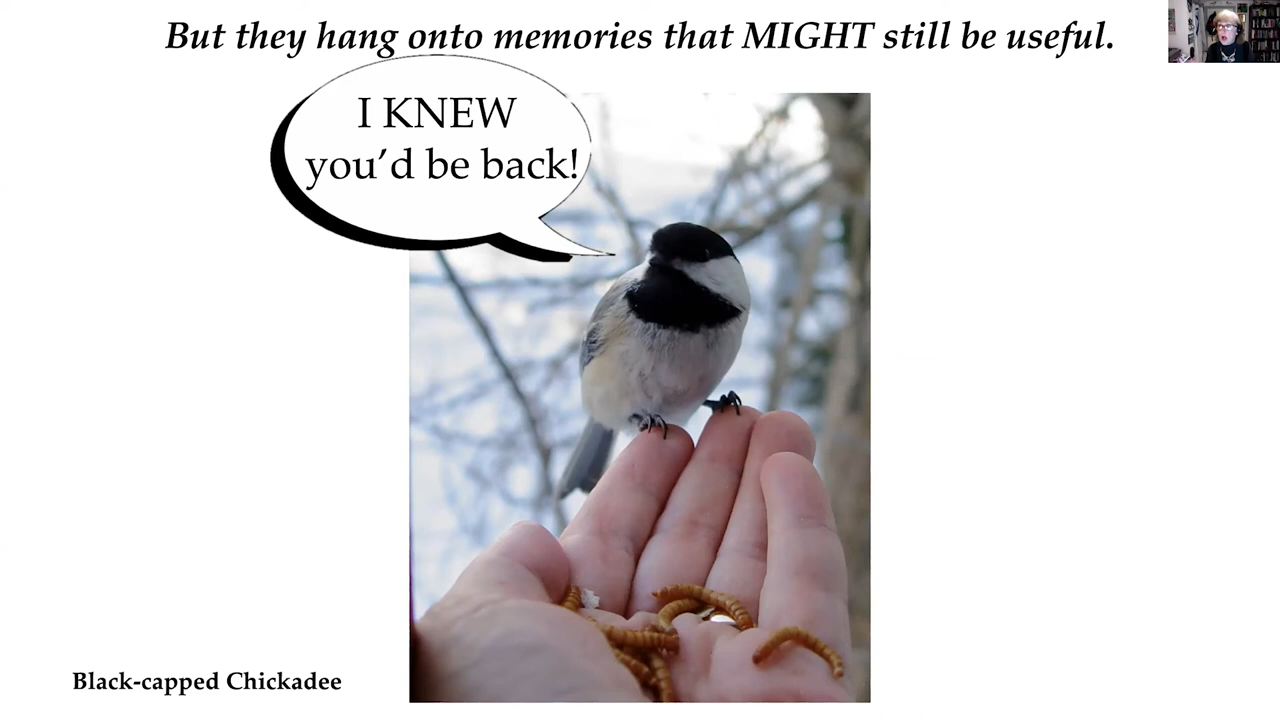 But they hang onto memories that MIGHT still be useful.
I KNEW
you'd be back!
Black-capped Chickadee